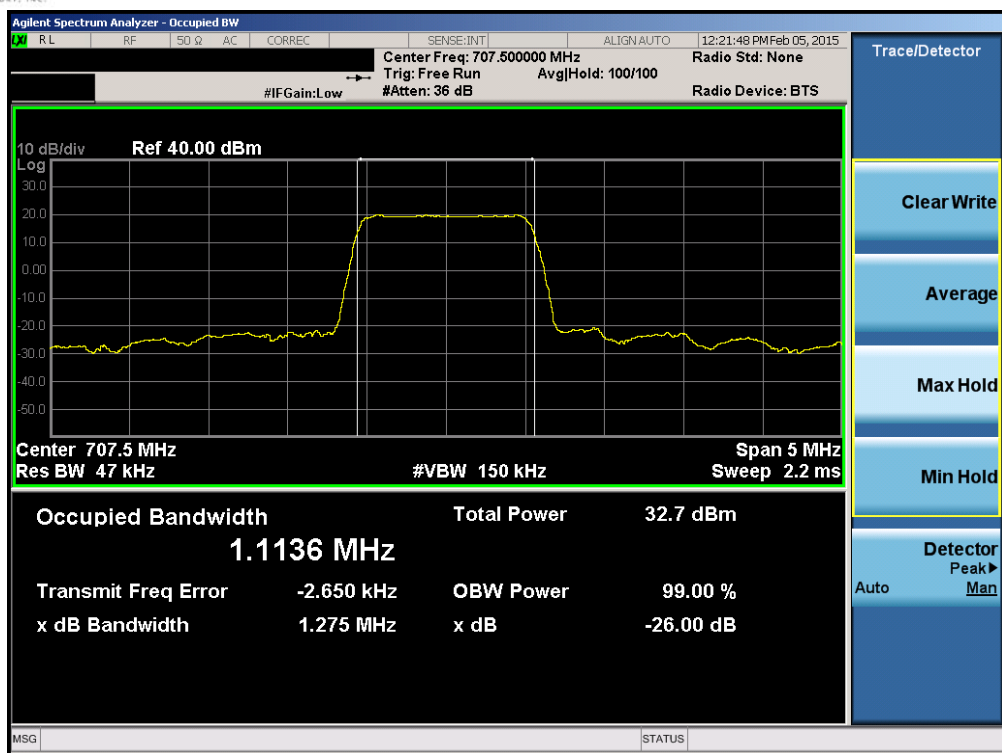 Agilent Spectrum Analyzer - Occupied BW
LXI RL RF 50 Ω AC CORREC SENSE:INT ALIGN AUTO 12:21:48 PM Feb 05, 2015
Center Freq: 707.500000 MHz Radio Std: None
Trig: Free Run Avg|Hold: 100/100
#IFGain:Low #Atten: 36 dB Radio Device: BTS
10 dB/div Ref 40.00 dBm
Log
30.0
20.0
10.0
0.00
-10.0
-20.0
-30.0
-40.0
-50.0
Center 707.5 MHz Span 5 MHz
Res BW 47 kHz #VBW 150 kHz Sweep 2.2 ms
Occupied Bandwidth Total Power 32.7 dBm
1.1136 MHz
Transmit Freq Error -2.650 kHz OBW Power 99.00 %
x dB Bandwidth 1.275 MHz x dB -26.00 dB
MSG STATUS
Trace/Detector
Clear Write
Average
Max Hold
Min Hold
Detector
Peak▶
Auto Man